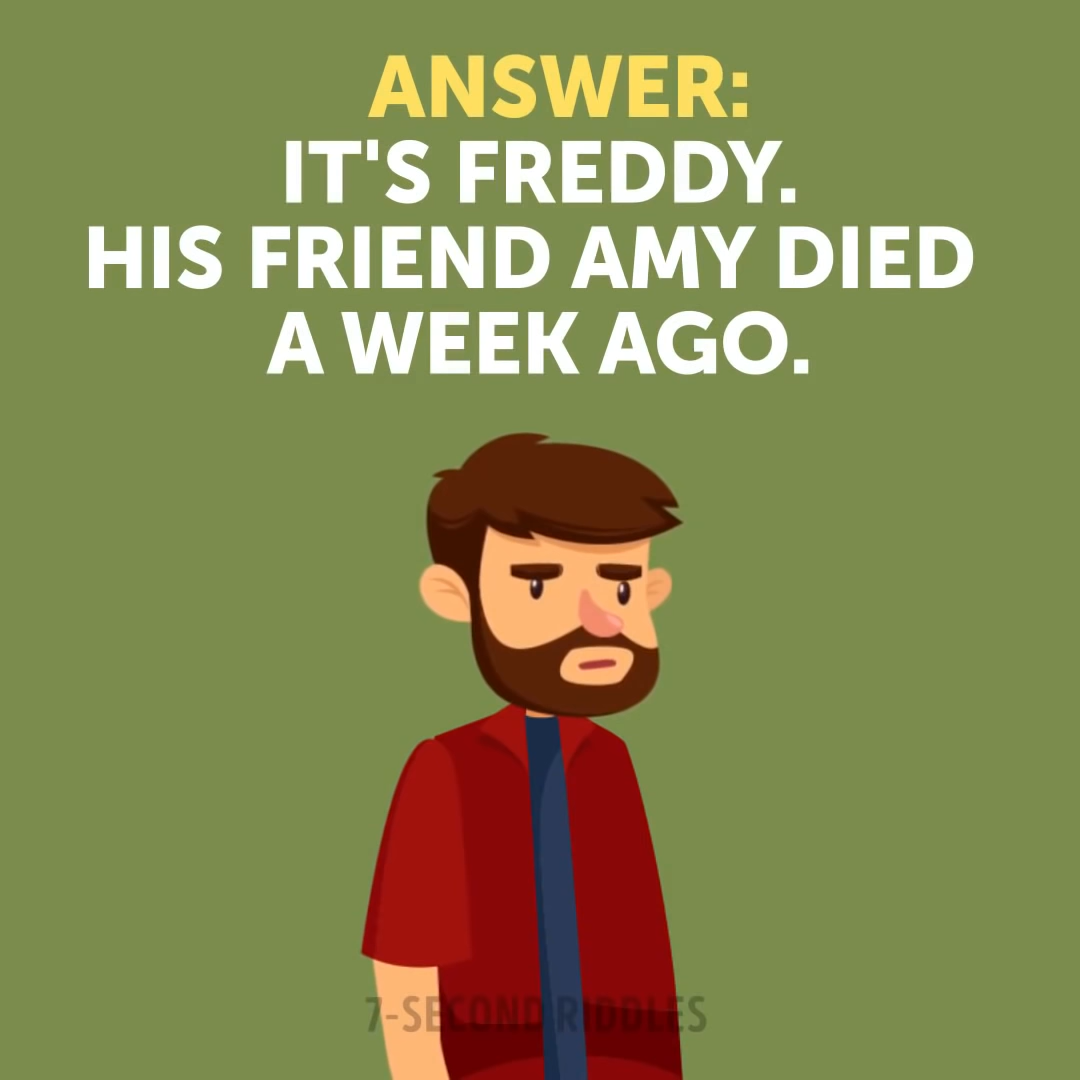 ANSWER:
IT'S FREDDY.
HIS FRIEND AMY DIED
A WEEK AGO.
7-SECOND RIDDLES